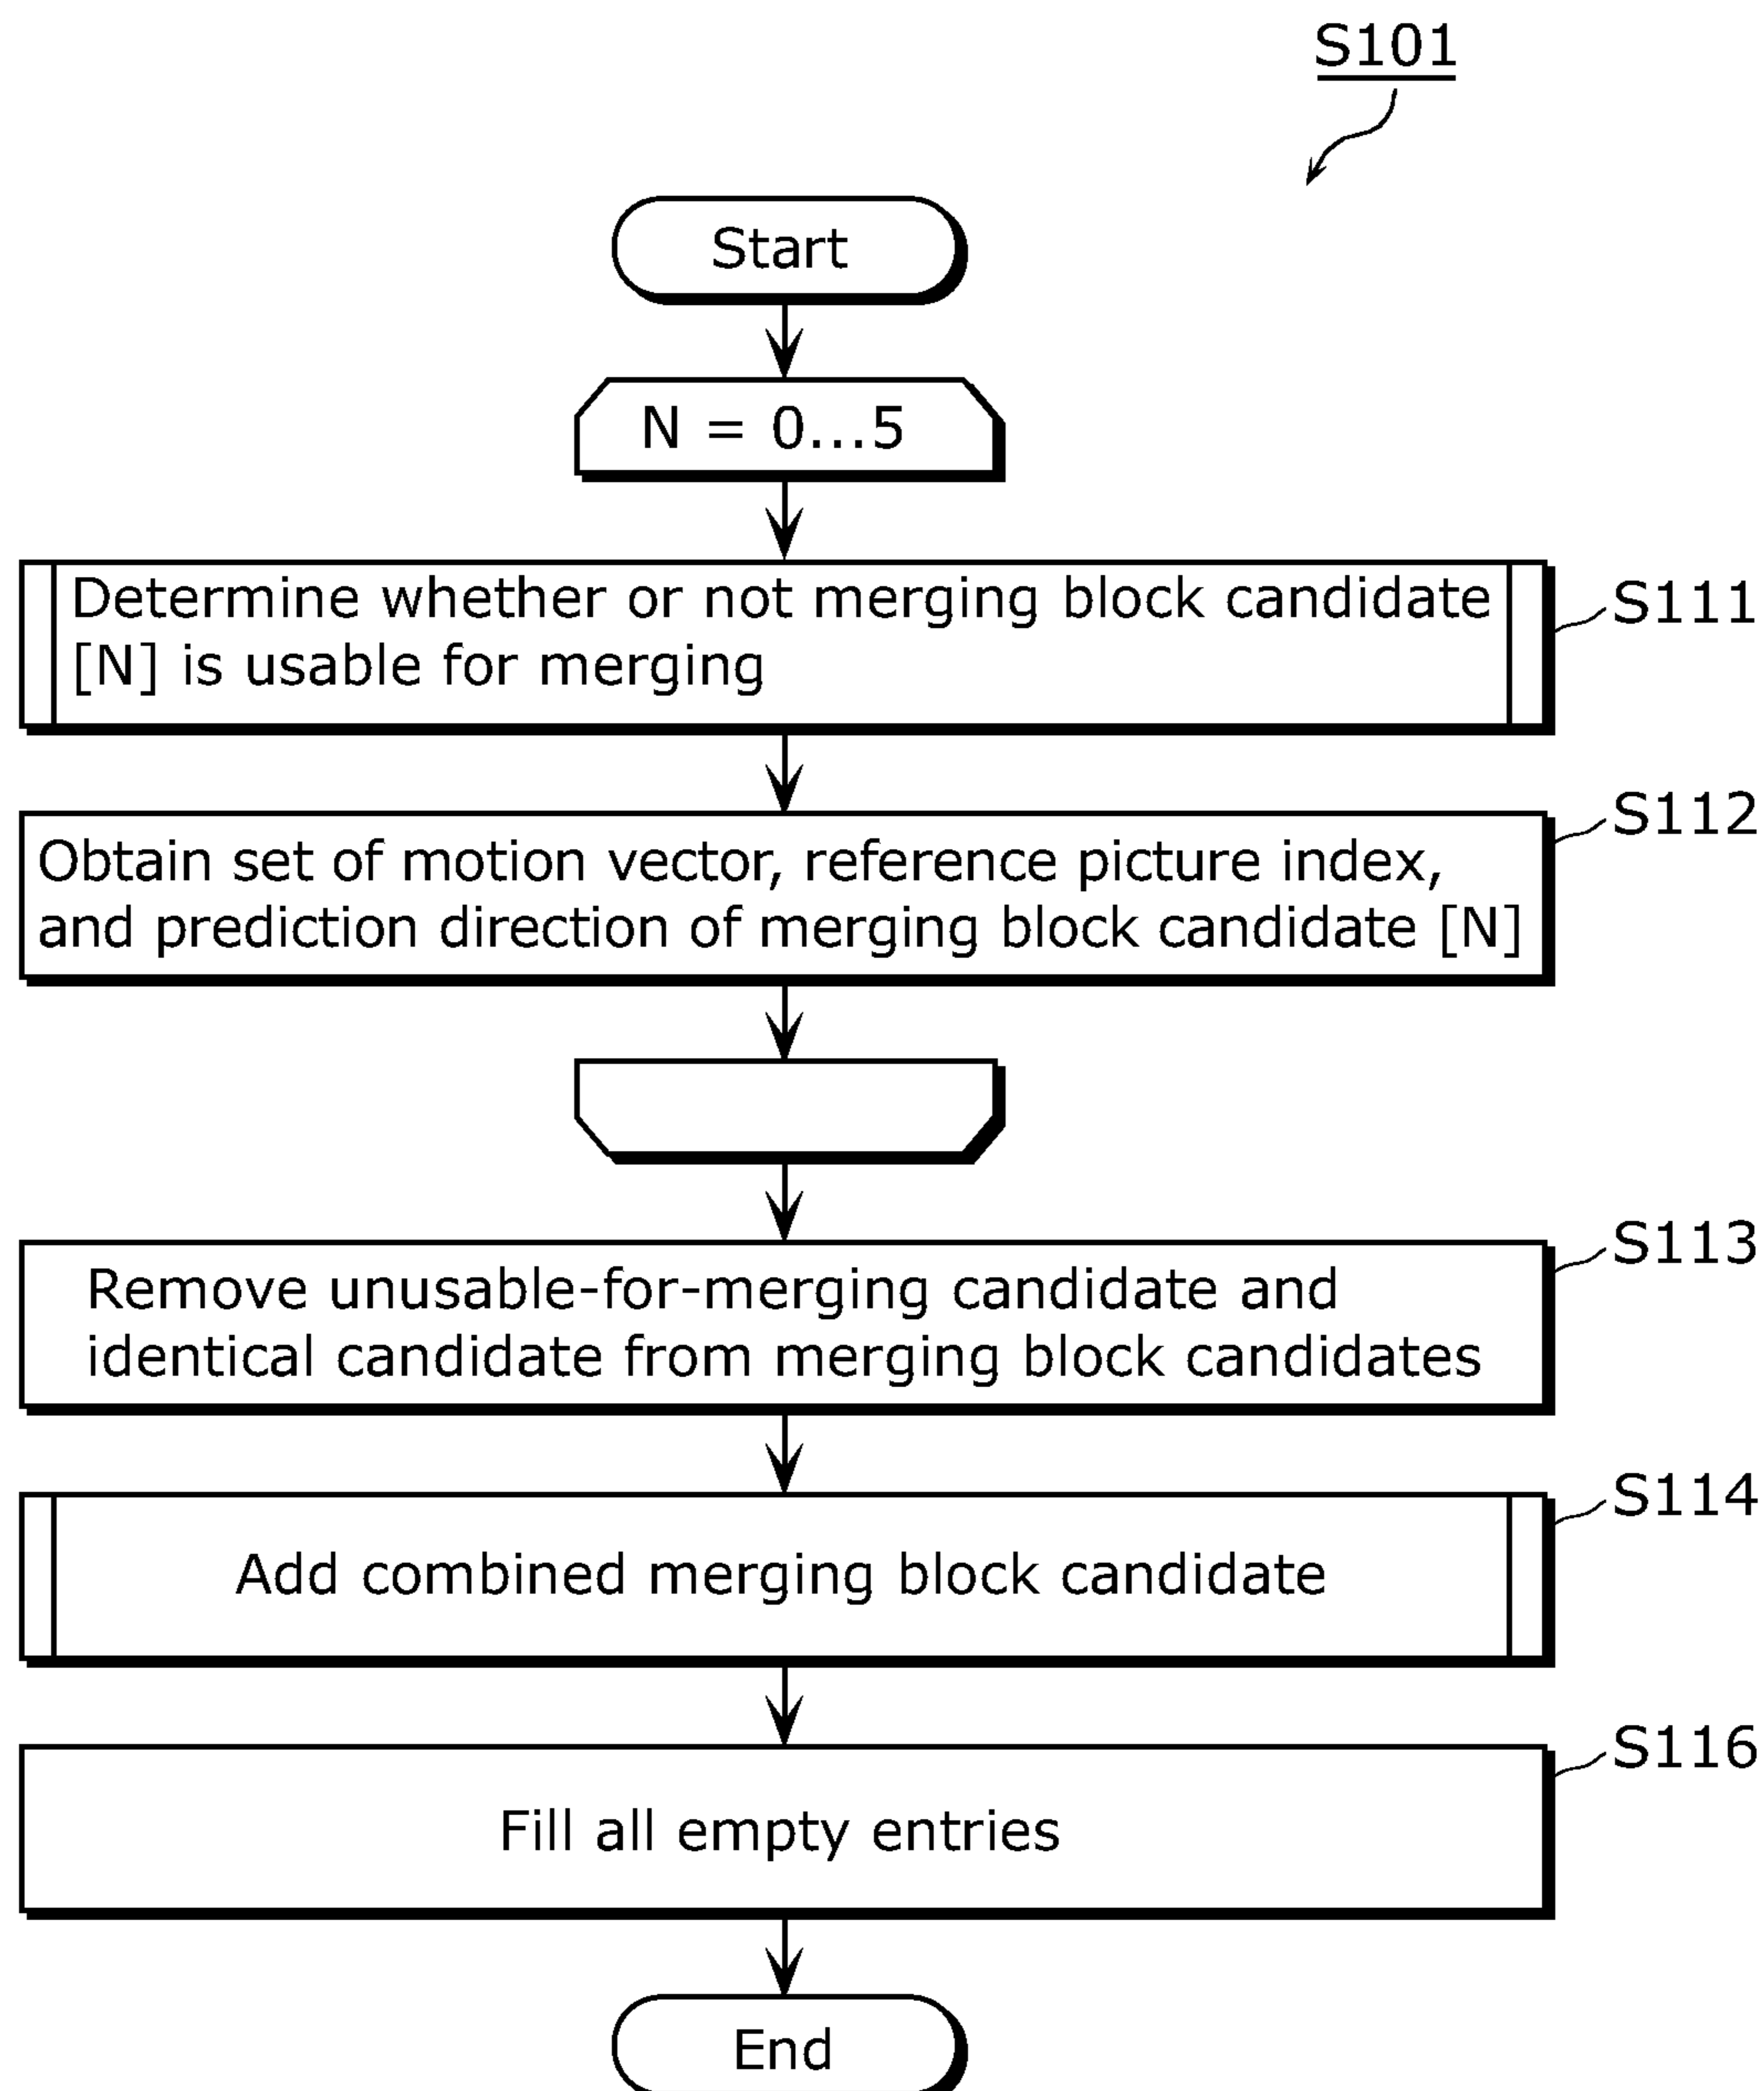 S101
Start
N = 0...5
Determine whether or not merging block candidate
[N] is usable for merging
S111
Obtain set of motion vector, reference picture index,
and prediction direction of merging block candidate [N]
S112
Remove unusable-for-merging candidate and
identical candidate from merging block candidates
S113
Add combined merging block candidate
S114
Fill all empty entries
S116
End